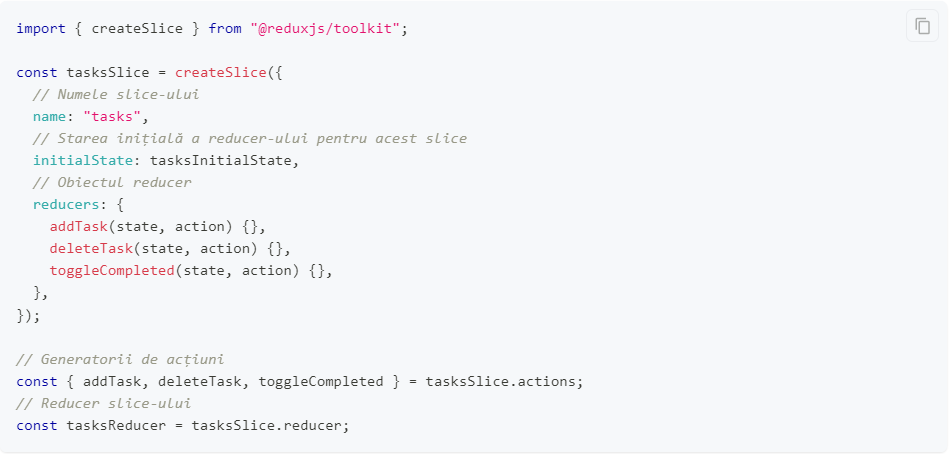 import { createSlice } from "@reduxjs/toolkit";
const tasksSlice = createSlice({
// Numele slice-ului
name: "tasks",
// Starea inițială a reducer-ului pentru acest slice
initialState: tasksInitialState,
// Obiectul reducer
reducers: {
addTask(state, action) {},
deleteTask(state, action) {},
toggleCompleted(state, action) {},
},
});
// Generatorii de acțiuni
const { addTask, deleteTask, toggleCompleted } = tasksSlice.actions;
// Reducer slice-ului
const tasksReducer = tasksSlice.reducer;